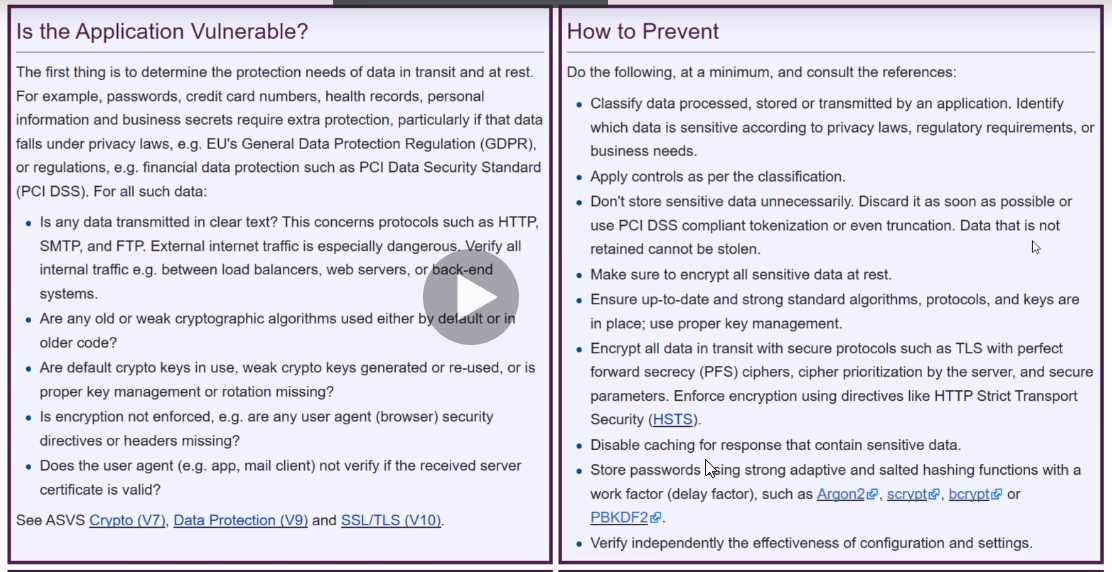 Is the Application Vulnerable?
The first thing is to determine the protection needs of data in transit and at rest.
For example, passwords, credit card numbers, health records, personal
information and business secrets require extra protection, particularly if that data
falls under privacy laws, e.g. EU's General Data Protection Regulation (GDPR),
or regulations, e.g. financial data protection such as PCI Data Security Standard
(PCI DSS). For all such data:
• Is any data transmitted in clear text? This concerns protocols such as HTTP,
SMTP, and FTP. External internet traffic is especially dangerous. Verify all
internal traffic e.g. between load balancers, web servers, or back-end
systems.
• Are any old or weak cryptographic algorithms used either by default or in
older code?
• Are default crypto keys in use, weak crypto keys generated or re-used, or is
proper key management or rotation missing?
• Is encryption not enforced, e.g. are any user agent (browser) security
directives or headers missing?
• Does the user agent (e.g. app, mail client) not verify if the received server
certificate is valid?
See ASVS Crypto (V7), Data Protection (V9) and SSL/TLS (V10).
How to Prevent
Do the following, at a minimum, and consult the references:
• Classify data processed, stored or transmitted by an application. Identify
which data is sensitive according to privacy laws, regulatory requirements, or
business needs.
• Apply controls as per the classification.
• Don't store sensitive data unnecessarily. Discard it as soon as possible or
use PCI DSS compliant tokenization or even truncation. Data that is not
retained cannot be stolen.
• Make sure to encrypt all sensitive data at rest.
• Ensure up-to-date and strong standard algorithms, protocols, and keys are
in place; use proper key management.
• Encrypt all data in transit with secure protocols such as TLS with perfect
forward secrecy (PFS) ciphers, cipher prioritization by the server, and secure
parameters. Enforce encryption using directives like HTTP Strict Transport
Security (HSTS).
• Disable caching for response that contain sensitive data.
• Store passwords using strong adaptive and salted hashing functions with a
work factor (delay factor), such as Argon2, scrypt, bcrypt or
PBKDF2.
• Verify independently the effectiveness of configuration and settings.